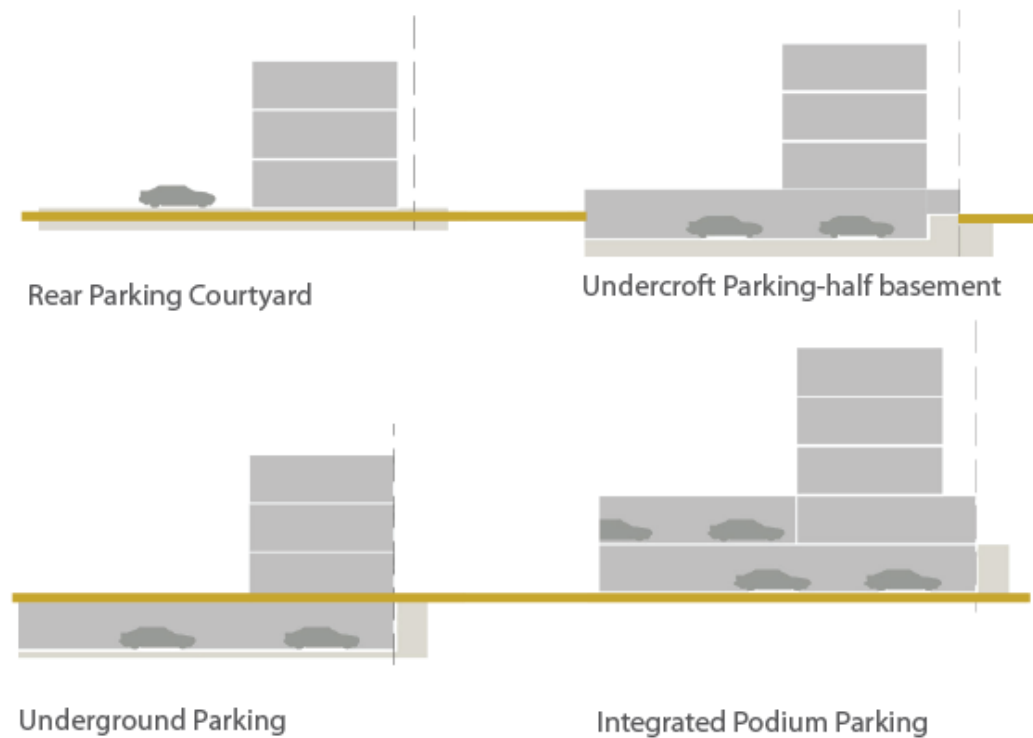 Rear Parking Courtyard
Undercroft Parking-half basement
Underground Parking
Integrated Podium Parking